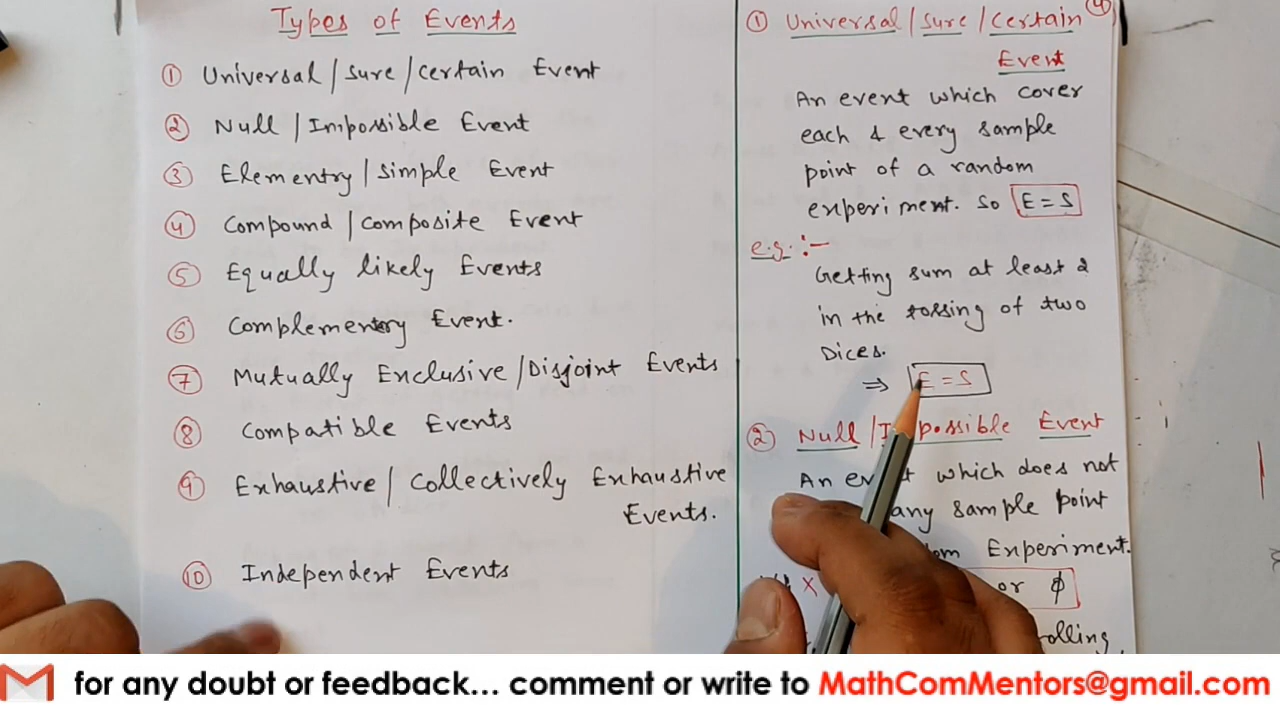 Types of Events
① Universal / Sure / Certain Event
② Null / Impossible Event
③ Elementry / Simple Event
④ Compound / Composite Event
⑤ Equally likely Events
⑥ Complementry Event.
⑦ Mutually Exclusive / Disjoint Events
⑧ Compatible Events
⑨ Exhaustive / Collectively Exhaustive
Events.
⑩ Independent Events
④
① Universal / Sure / Certain
Event
An event which cover
each & every sample
point of a random
experiment. So E = S
e.g. :-
Getting sum at least 2
in the tossing of two
Dices.
⇒ E = S
② Null / Impossible Event
An which does not
any sample point
Experiment.
or ϕ
for any doubt or feedback... comment or write to MathComMentors@gmail.com